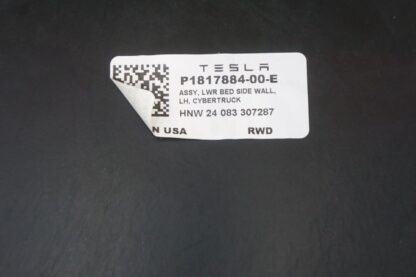 TESLA
P1817884-00-E
ASSY, LWR BED SIDE WALL,
LH, CYBERTRUCK
HNW 24 083 307287
N USA RWD